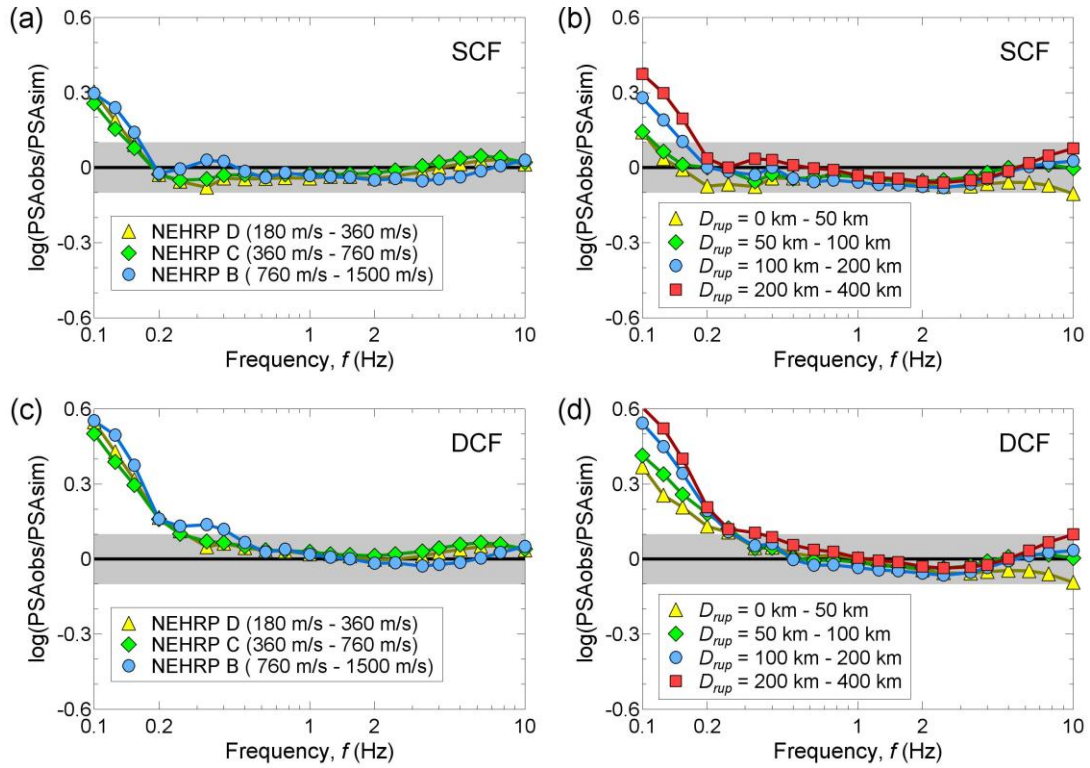 (a)
SCF
log(PSAobs/PSAsim)
0.6
0.3
0
-0.3
-0.6
NEHRP D (180 m/s - 360 m/s)
NEHRP C (360 m/s - 760 m/s)
NEHRP B ( 760 m/s - 1500 m/s)
0.1 0.2 1 2 10
Frequency, f (Hz)
(b)
SCF
log(PSAobs/PSAsim)
0.6
0.3
0
-0.3
-0.6
Drup = 0 km - 50 km
Drup = 50 km - 100 km
Drup = 100 km - 200 km
Drup = 200 km - 400 km
0.1 0.2 1 2 10
Frequency, f (Hz)
(c)
DCF
log(PSAobs/PSAsim)
0.6
0.3
0
-0.3
-0.6
NEHRP D (180 m/s - 360 m/s)
NEHRP C (360 m/s - 760 m/s)
NEHRP B ( 760 m/s - 1500 m/s)
0.1 0.2 1 2 10
Frequency, f (Hz)
(d)
DCF
log(PSAobs/PSAsim)
0.6
0.3
0
-0.3
-0.6
Drup = 0 km - 50 km
Drup = 50 km - 100 km
Drup = 100 km - 200 km
Drup = 200 km - 400 km
0.1 0.2 1 2 10
Frequency, f (Hz)